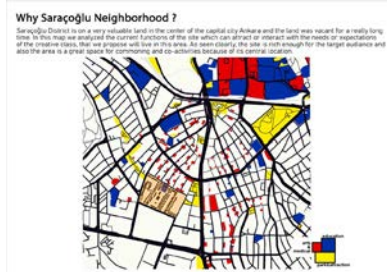 Why Saraçoğlu Neighborhood ?
Saraçoğlu District is on a very valuable land in the center of the capital city Ankara and the land was vacant for a really long
time. In this map we analyzed the current functions of the site which can attract or interact with the needs or expectations
of the creative class, that we propose will live in this area. As seen clearly, the site is rich enough for the target audiance and
also the area is a great space for commoning and co-activities because of its central location.
education